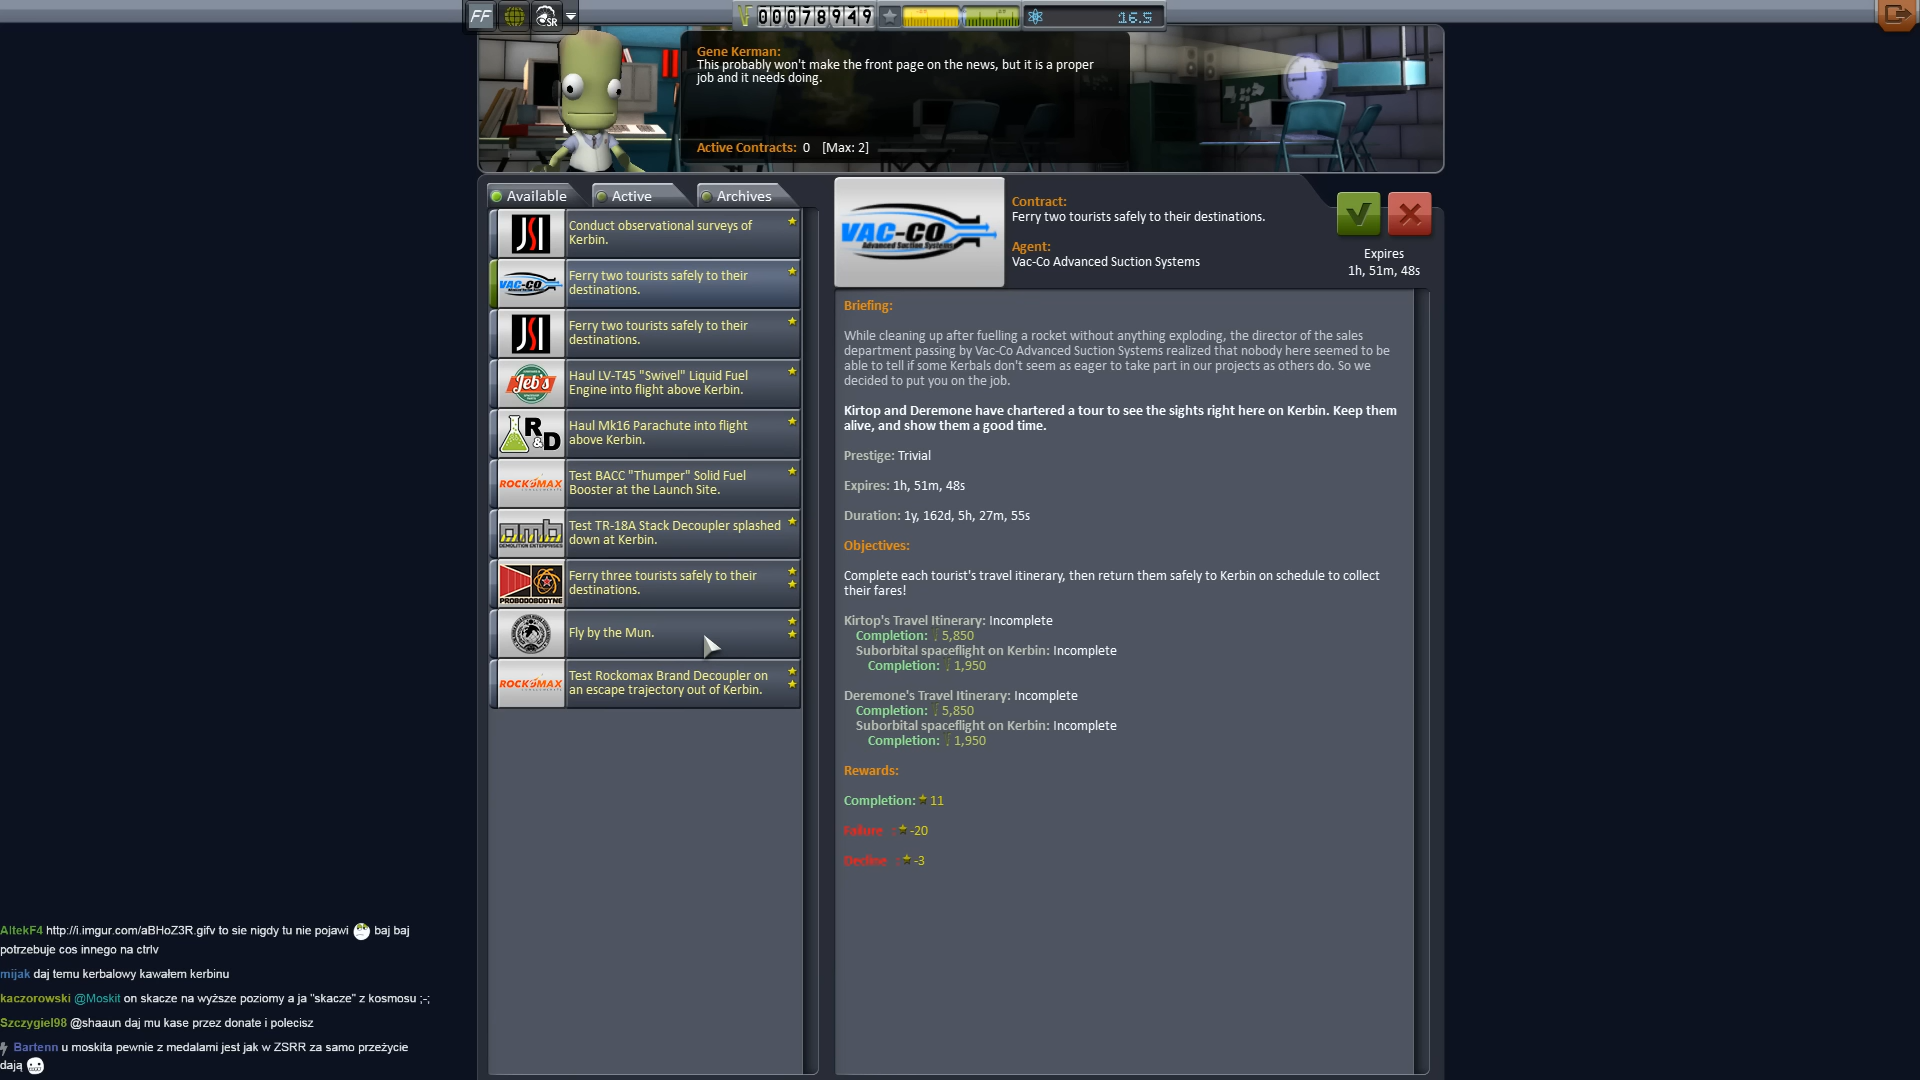 FF
SR
00078949
16.5
Gene Kerman:
This probably won't make the front page on the news, but it is a proper
job and it needs doing.
Active Contracts: 0 [Max: 2]
Available
Active
Archives
JSI
Conduct observational surveys of
Kerbin.
VAC-CO
Ferry two tourists safely to their
destinations.
JSI
Ferry two tourists safely to their
destinations.
Jeb's
Haul LV-T45 "Swivel" Liquid Fuel
Engine into flight above Kerbin.
R&D
Haul Mk16 Parachute into flight
above Kerbin.
ROCKOMAX
Test BACC "Thumper" Solid Fuel
Booster at the Launch Site.
OMB
DEMOLITION ENTERPRISES
Test TR-18A Stack Decoupler splashed
down at Kerbin.
PROBODOBODYNE
Ferry three tourists safely to their
destinations.
Fly by the Mun.
ROCKOMAX
Test Rockomax Brand Decoupler on
an escape trajectory out of Kerbin.
VAC-CO
Advanced Suction Systems
Contract:
Ferry two tourists safely to their destinations.
Agent:
Vac-Co Advanced Suction Systems
Expires
1h, 51m, 48s
Briefing:
While cleaning up after fuelling a rocket without anything exploding, the director of the sales
department passing by Vac-Co Advanced Suction Systems realized that nobody here seemed to be
able to tell if some Kerbals don't seem as eager to take part in our projects as others do. So we
decided to put you on the job.
Kirtop and Deremone have chartered a tour to see the sights right here on Kerbin. Keep them
alive, and show them a good time.
Prestige: Trivial
Expires: 1h, 51m, 48s
Duration: 1y, 162d, 5h, 27m, 55s
Objectives:
Complete each tourist's travel itinerary, then return them safely to Kerbin on schedule to collect
their fares!
Kirtop's Travel Itinerary: Incomplete
Completion: 5,850
Suborbital spaceflight on Kerbin: Incomplete
Completion: 1,950
Deremone's Travel Itinerary: Incomplete
Completion: 5,850
Suborbital spaceflight on Kerbin: Incomplete
Completion: 1,950
Rewards:
Completion: 11
Failure : -20
Decline : -3
AltekF4 http://i.imgur.com/aBHoZ3R.gifv to sie nigdy tu nie pojawi baj baj
potrzebuje cos innego na ctrlv
mijak daj temu kerbalowy kawałem kerbinu
kaczorowski @Moskit on skacze na wyższe poziomy a ja "skacze" z kosmosu ;-;
Szczygiel98 @shaaun daj mu kase przez donate i polecisz
Bartenn u moskita pewnie z medalami jest jak w ZSRR za samo przeżycie
dają